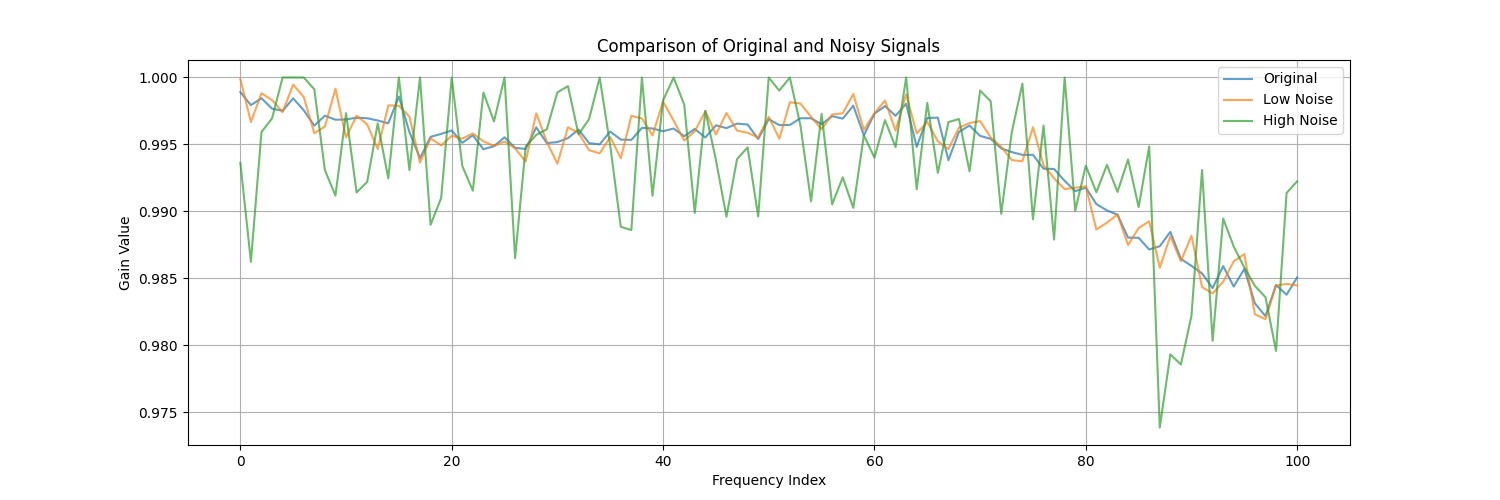 Comparison of Original and Noisy Signals
Original
Low Noise
High Noise
1.000
0.995
0.990
0.985
0.980
0.975
Gain Value
0 20 40 60 80 100
Frequency Index